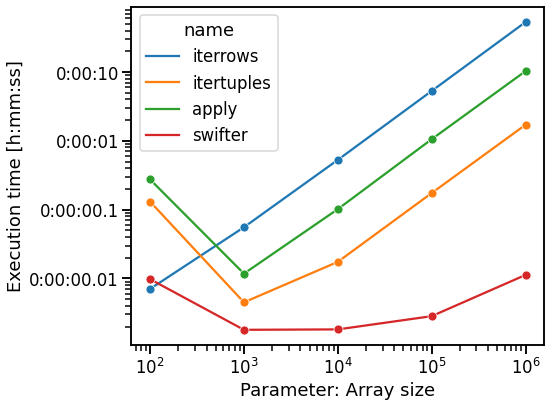 name
iterrows
itertuples
apply
swifter
Execution time [h:mm:ss]
0:00:10
0:00:01
0:00:00.1
0:00:00.01
10² 10³ 10⁴ 10⁵ 10⁶
Parameter: Array size